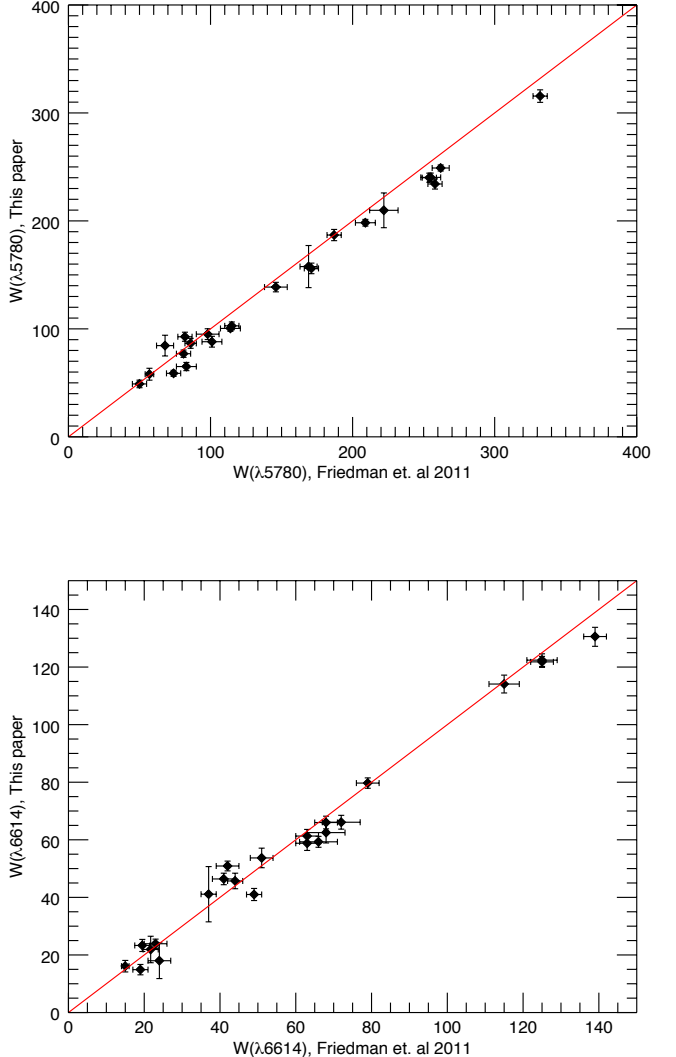 400
300
200
100
0
W(λ5780), This paper
0 100 200 300 400
W(λ5780), Friedman et. al 2011
140
120
100
80
60
40
20
0
W(λ6614), This paper
0 20 40 60 80 100 120 140
W(λ6614), Friedman et. al 2011